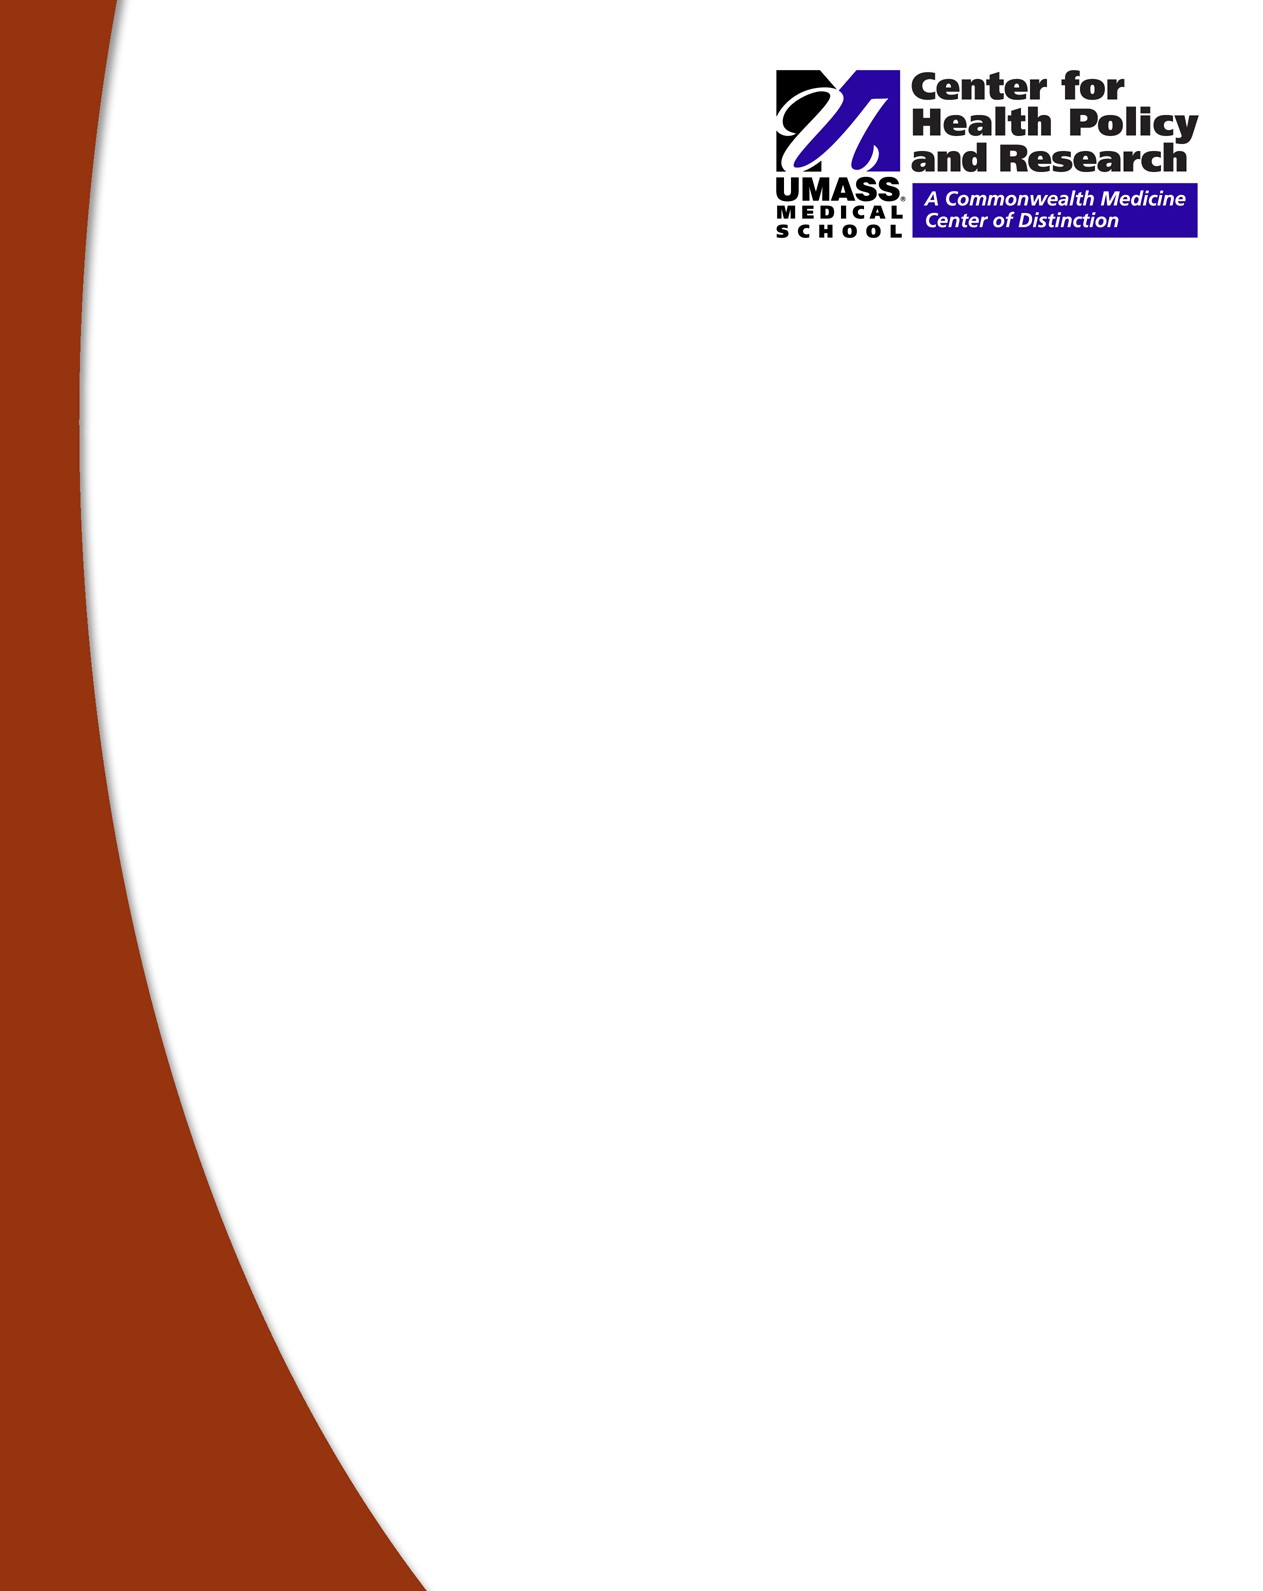 Center for
Health Policy
and Research
UMASS®
MEDICAL
SCHOOL
A Commonwealth Medicine
Center of Distinction